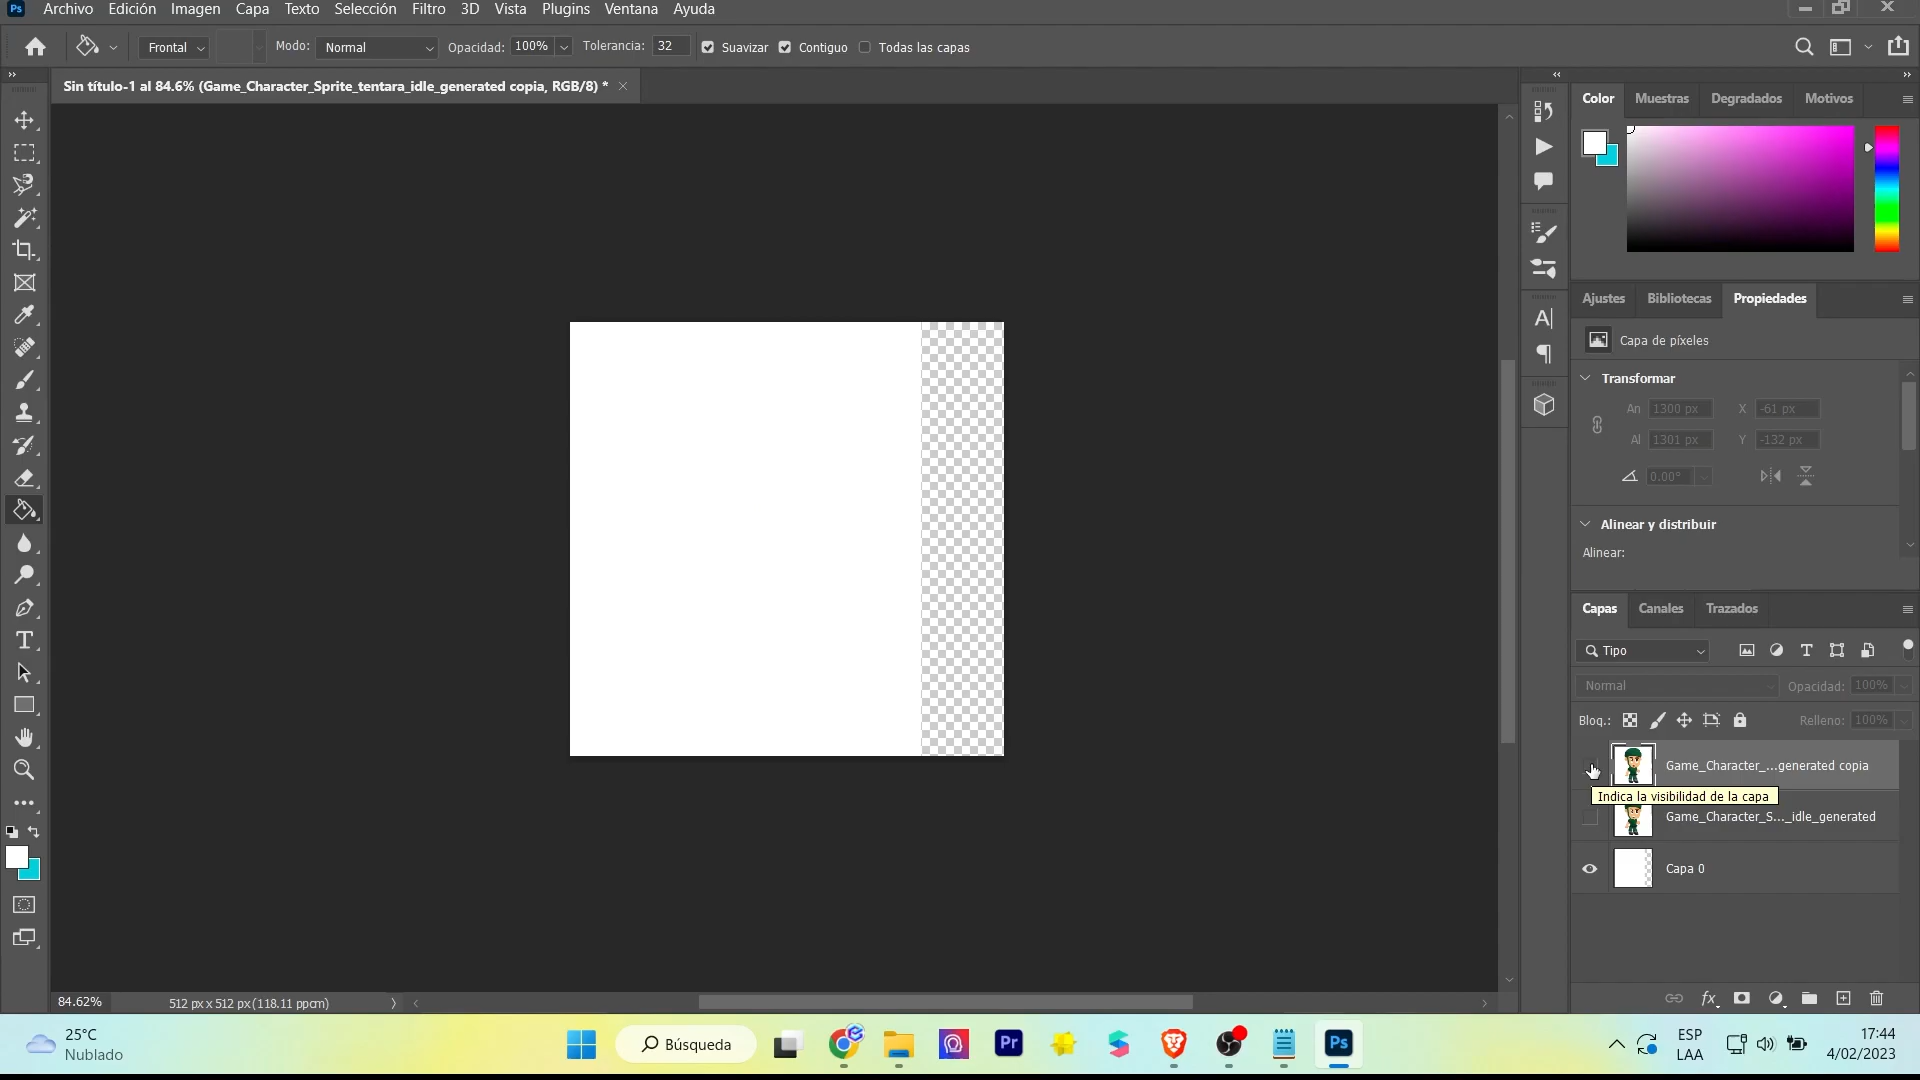 Ps Archivo Edición Imagen Capa Texto Selección Filtro 3D Vista Plugins Ventana Ayuda
Frontal Modo: Normal Opacidad: 100% Tolerancia: 32 Suavizar Contiguo Todas las capas
Sin título-1 al 84.6% (Game_Character_Sprite_tentara_idle_generated copia, RGB/8) *
Color Muestras Degradados Motivos
Ajustes Bibliotecas Propiedades
Capa de píxeles
Transformar
An 1300 px X -61 px
Al 1301 px Y -132 px
0.00°
Alinear y distribuir
Alinear:
Capas Canales Trazados
Tipo
Normal Opacidad: 100%
Bloq.: Relleno: 100%
Game_Character_...generated copia
Indica la visibilidad de la capa
Game_Character_S..._idle_generated
Capa 0
fx
84.62% 512 px x 512 px (118.11 ppcm)
25°C
Nublado
Búsqueda
Pr
Ps
ESP
LAA
17:44
4/02/2023